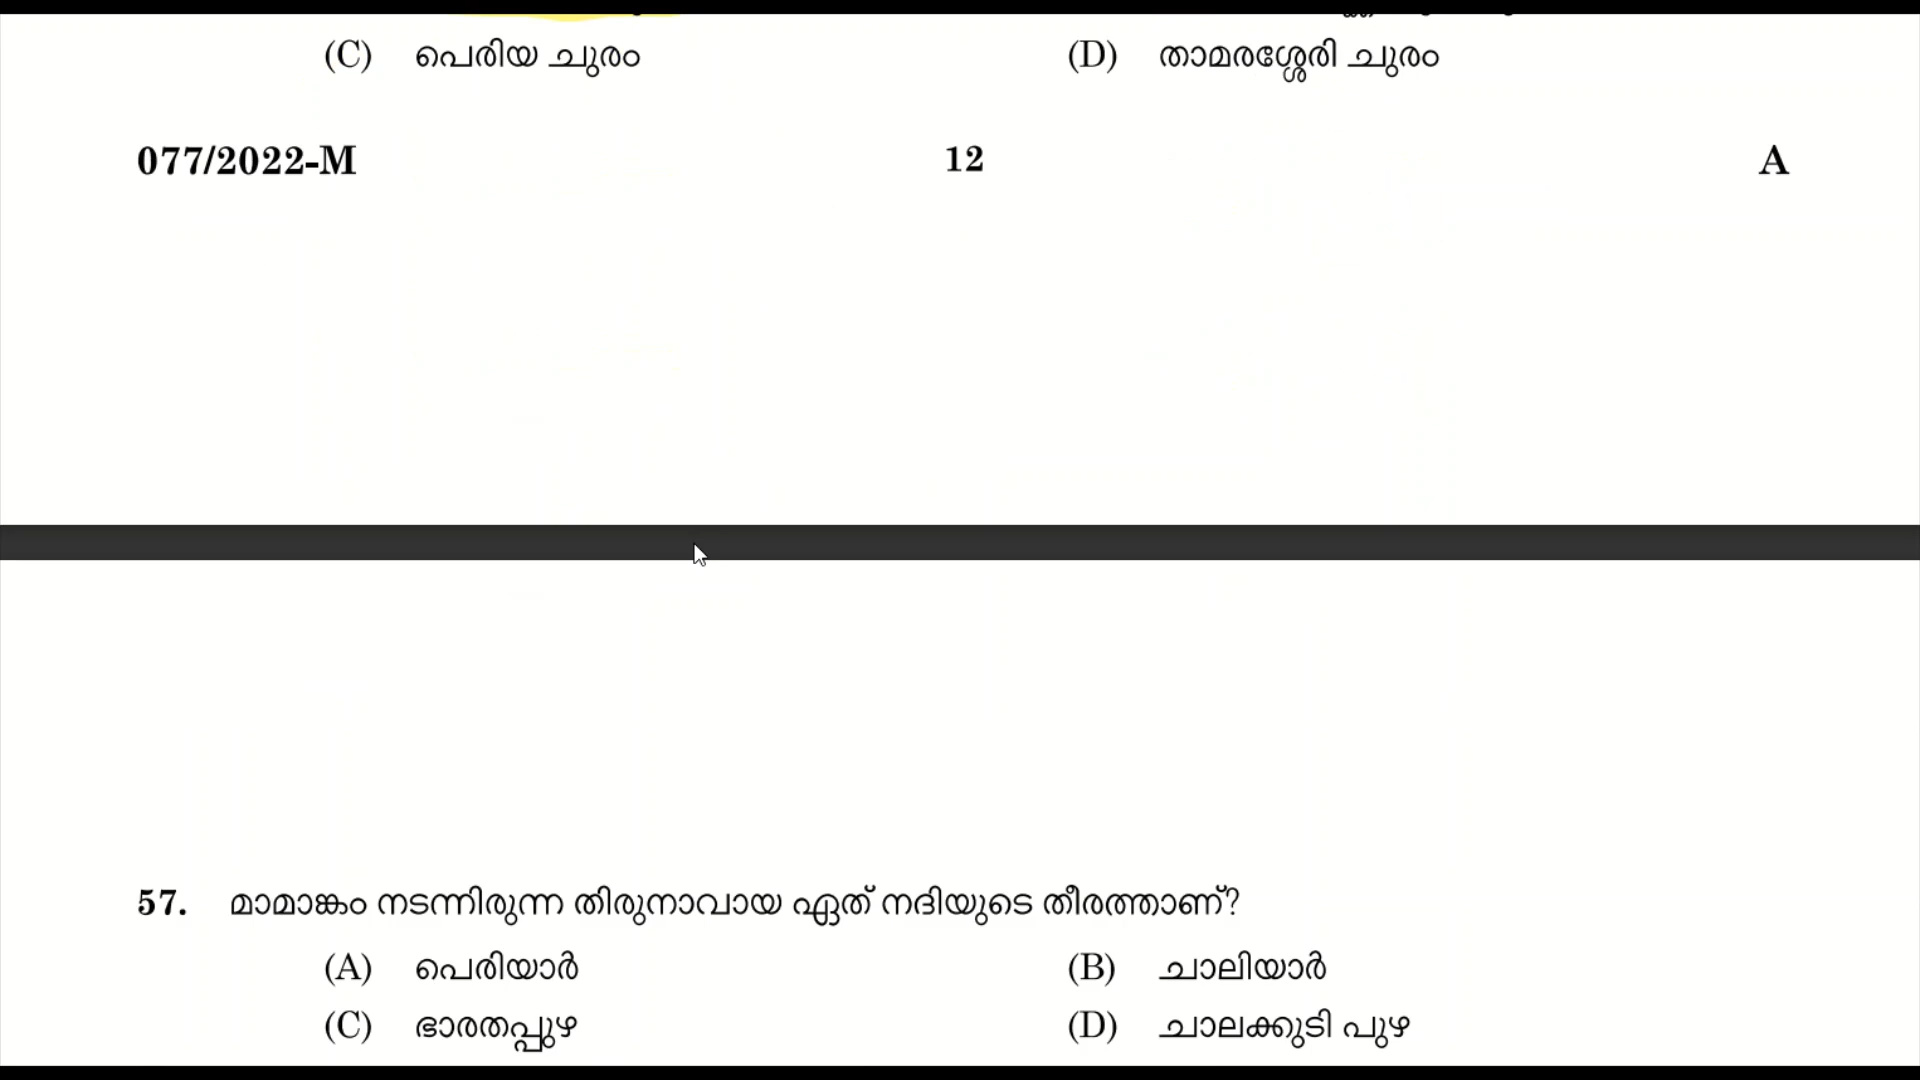 (C) പെരിയ ചുരം (D) താമരശ്ശേരി ചുരം
077/2022-M 12 A
57. മാമാങ്കം നടന്നിരുന്ന തിരുനാവായ ഏത് നദിയുടെ തീരത്താണ്?
(A) പെരിയാർ (B) ചാലിയാർ
(C) ഭാരതപ്പുഴ (D) ചാലക്കുടി പുഴ